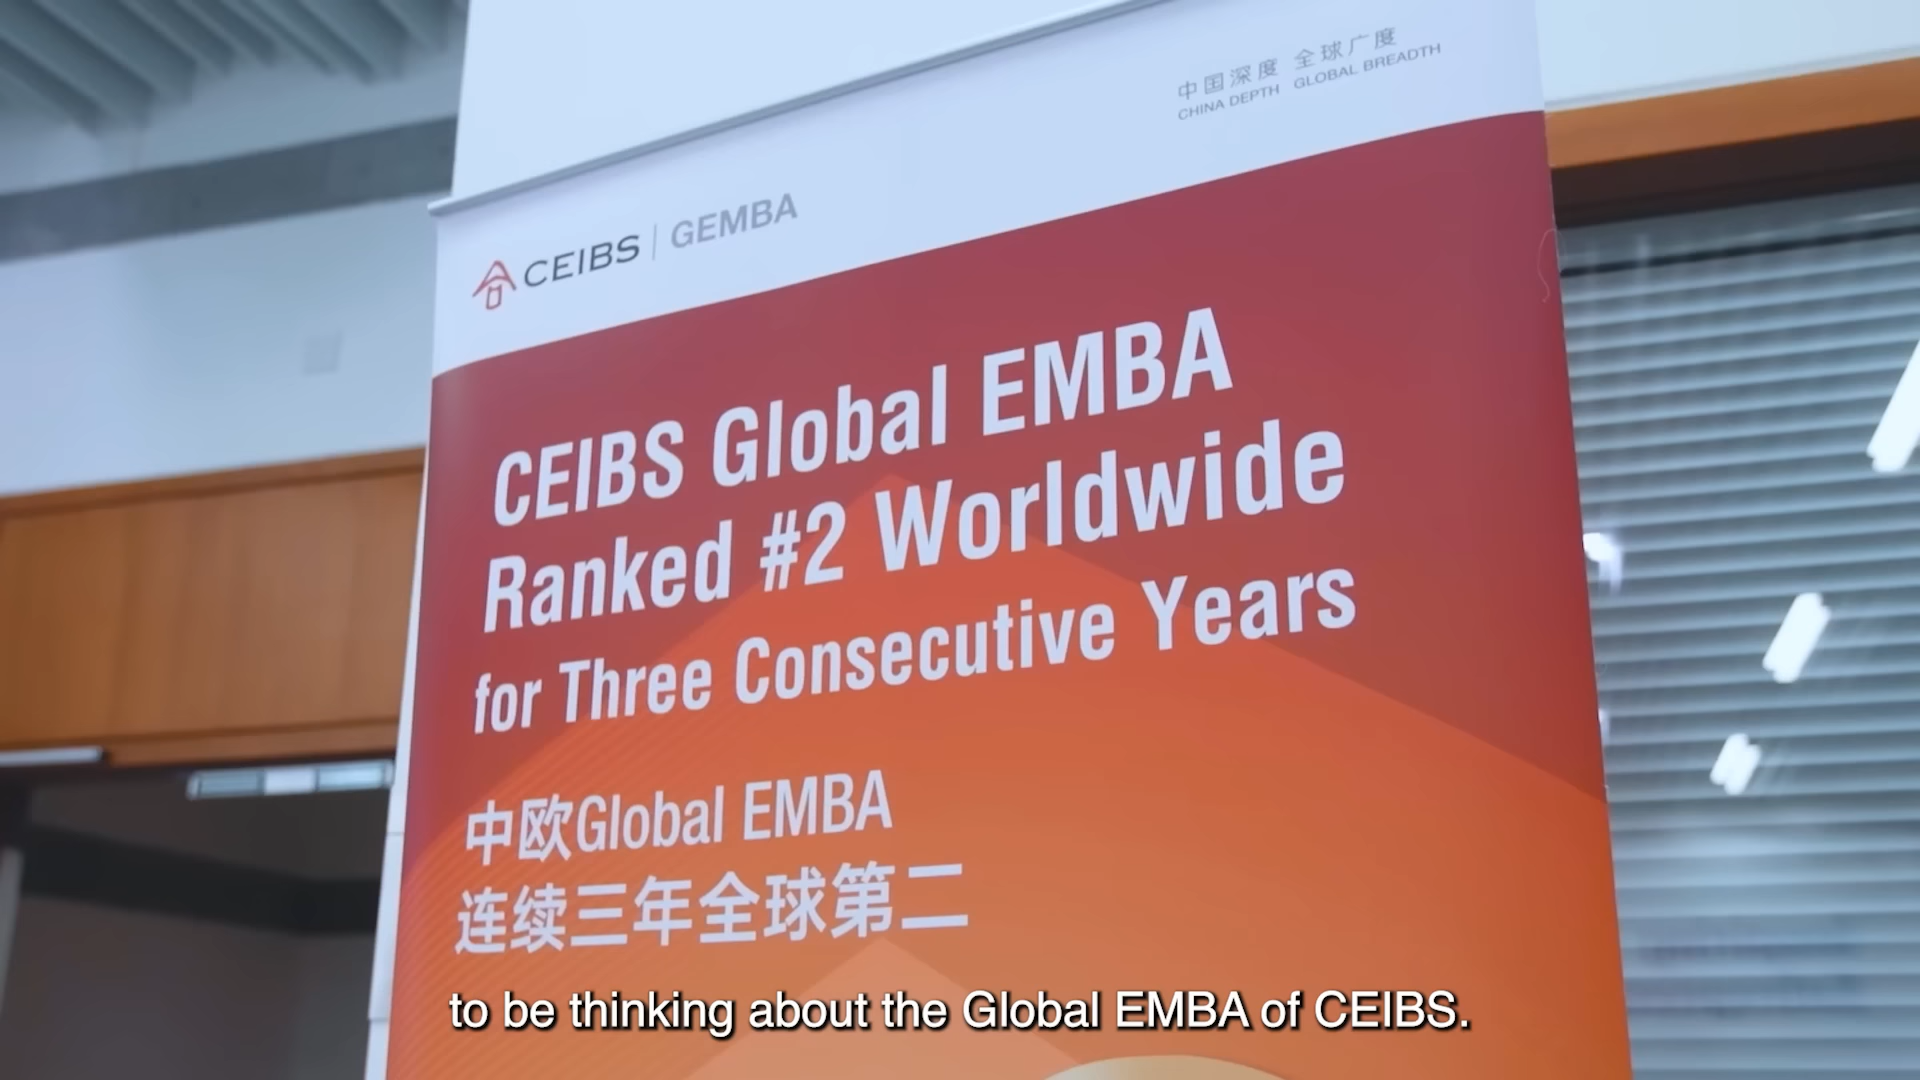 中国深度 全球广度
CHINA DEPTH GLOBAL BREADTH
CEIBS | GEMBA
CEIBS Global EMBA
Ranked #2 Worldwide
for Three Consecutive Years
中欧Global EMBA
连续三年全球第二
to be thinking about the Global EMBA of CEIBS.